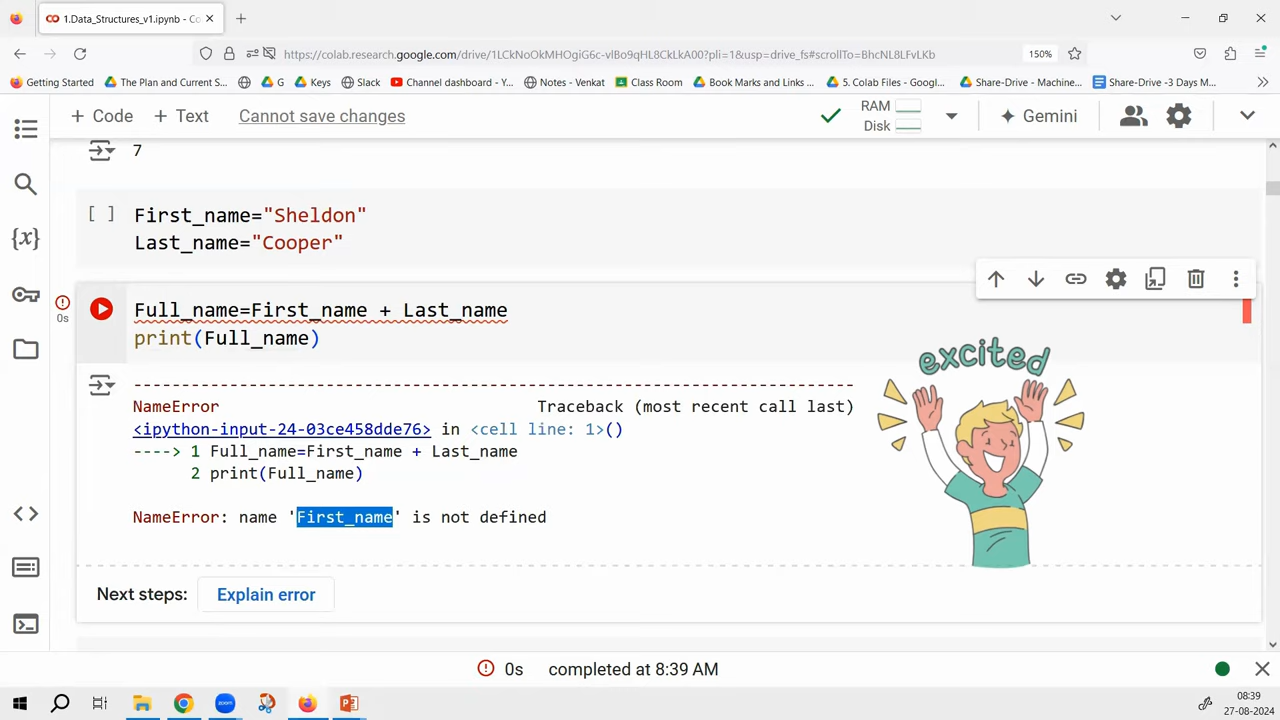 1.Data_Structures_v1.ipynb - Co
https://colab.research.google.com/drive/1LCkNoOkMHOgiG6c-vlBo9qHL8CkLkA00?pli=1&usp=drive_fs#scrollTo=BhcNL8LFvLKb
150%
Getting Started
The Plan and Current S...
G
Keys
Slack
Channel dashboard - Y...
Notes - Venkat
Class Room
Book Marks and Links ...
5. Colab Files - Googl...
Share-Drive - Machine...
Share-Drive -3 Days M...
+ Code
+ Text
Cannot save changes
RAM
Disk
Gemini
7
[ ]
First_name="Sheldon"
Last_name="Cooper"
0s
Full_name=First_name + Last_name
print(Full_name)
excited
---------------------------------------------------------------------------
NameError Traceback (most recent call last)
<ipython-input-24-03ce458dde76> in <cell line: 1>()
----> 1 Full_name=First_name + Last_name
2 print(Full_name)
NameError: name 'First_name' is not defined
Next steps:
Explain error
0s completed at 8:39 AM
zoom
08:39
27-08-2024